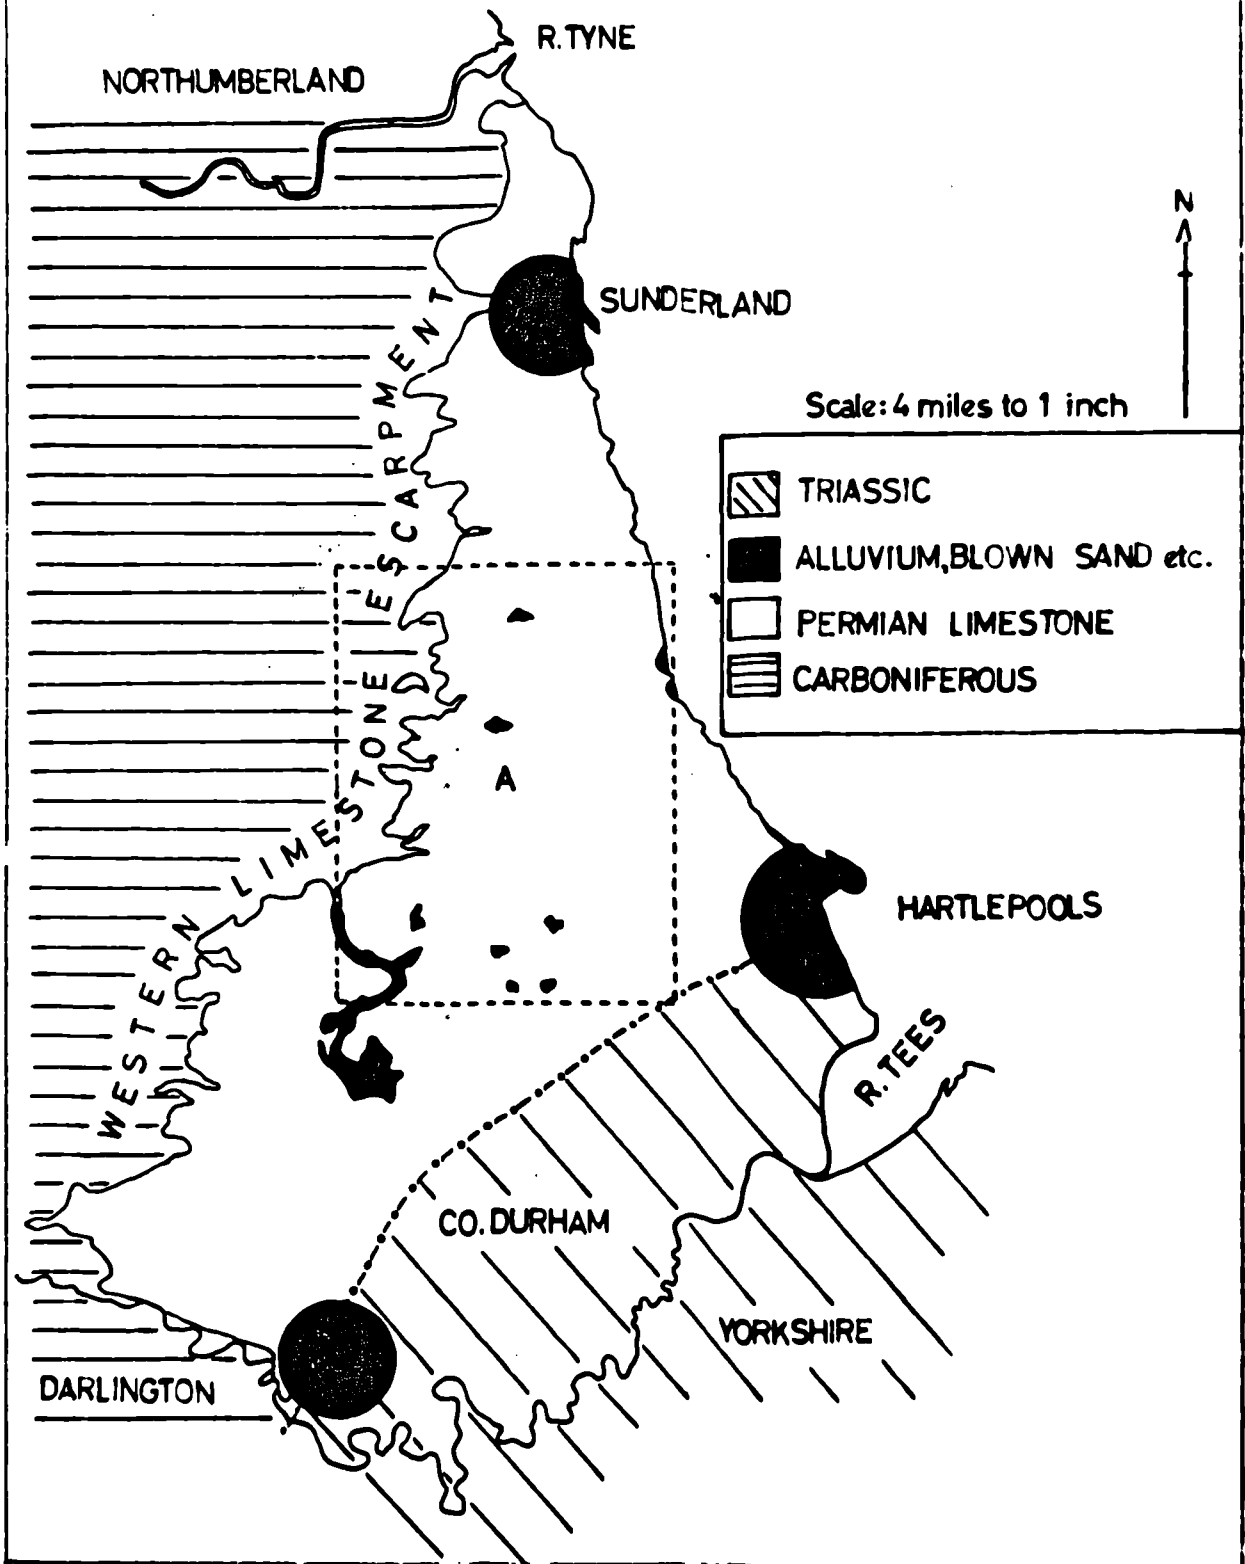 R. TYNE
NORTHUMBERLAND
N
SUNDERLAND
Scale: 4 miles to 1 inch
TRIASSIC
ALLUVIUM, BLOWN SAND etc.
PERMIAN LIMESTONE
CARBONIFEROUS
WESTERN LIMESTONE ESCARPMENT
A
HARTLEPOOLS
R. TEES
CO. DURHAM
YORKSHIRE
DARLINGTON